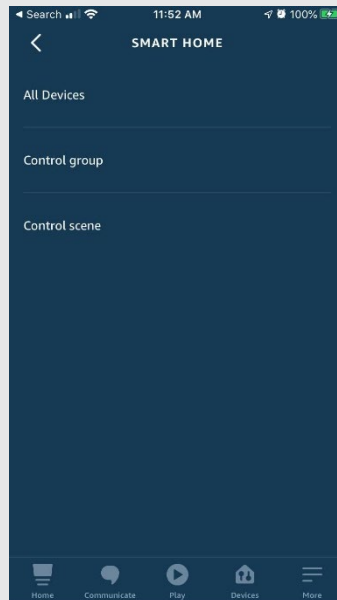 Search 11:52 AM 100%
SMART HOME
All Devices
Control group
Control scene
Home Communicate Play Devices More